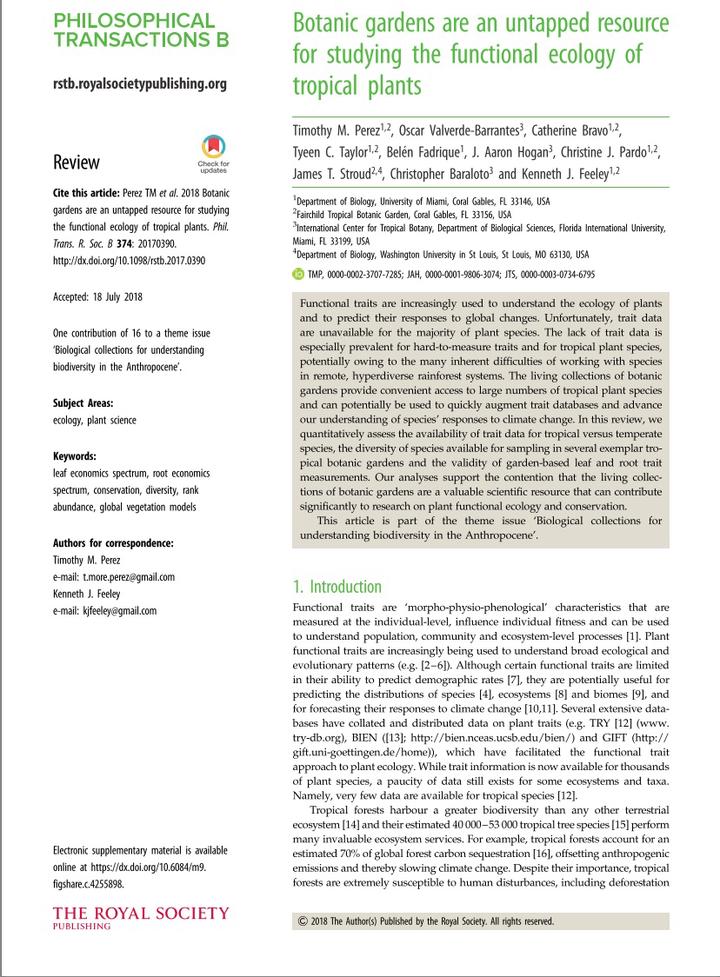 PHILOSOPHICAL
TRANSACTIONS B
rstb.royalsocietypublishing.org
Review
Check for
updates
Cite this article: Perez TM et al. 2018 Botanic
gardens are an untapped resource for studying
the functional ecology of tropical plants. Phil.
Trans. R. Soc. B 374: 20170390.
http://dx.doi.org/10.1098/rstb.2017.0390
Accepted: 18 July 2018
One contribution of 16 to a theme issue
‘Biological collections for understanding
biodiversity in the Anthropocene’.
Subject Areas:
ecology, plant science
Keywords:
leaf economics spectrum, root economics
spectrum, conservation, diversity, rank
abundance, global vegetation models
Authors for correspondence:
Timothy M. Perez
e-mail: t.more.perez@gmail.com
Kenneth J. Feeley
e-mail: kjfeeley@gmail.com
Electronic supplementary material is available
online at https://dx.doi.org/10.6084/m9.
figshare.c.4255898.
THE ROYAL SOCIETY
PUBLISHING
Botanic gardens are an untapped resource
for studying the functional ecology of
tropical plants
Timothy M. Perez1,2, Oscar Valverde-Barrantes3, Catherine Bravo1,2,
Tyeen C. Taylor1,2, Belén Fadrique1, J. Aaron Hogan3, Christine J. Pardo1,2,
James T. Stroud2,4, Christopher Baraloto3 and Kenneth J. Feeley1,2
1Department of Biology, University of Miami, Coral Gables, FL 33146, USA
2Fairchild Tropical Botanic Garden, Coral Gables, FL 33156, USA
3International Center for Tropical Botany, Department of Biological Sciences, Florida International University,
Miami, FL 33199, USA
4Department of Biology, Washington University in St Louis, St Louis, MO 63130, USA
iD TMP, 0000-0002-3707-7285; JAH, 0000-0001-9806-3074; JTS, 0000-0003-0734-6795
Functional traits are increasingly used to understand the ecology of plants
and to predict their responses to global changes. Unfortunately, trait data
are unavailable for the majority of plant species. The lack of trait data is
especially prevalent for hard-to-measure traits and for tropical plant species,
potentially owing to the many inherent difficulties of working with species
in remote, hyperdiverse rainforest systems. The living collections of botanic
gardens provide convenient access to large numbers of tropical plant species
and can potentially be used to quickly augment trait databases and advance
our understanding of species’ responses to climate change. In this review, we
quantitatively assess the availability of trait data for tropical versus temperate
species, the diversity of species available for sampling in several exemplar tro-
pical botanic gardens and the validity of garden-based leaf and root trait
measurements. Our analyses support the contention that the living collec-
tions of botanic gardens are a valuable scientific resource that can contribute
significantly to research on plant functional ecology and conservation.
This article is part of the theme issue ‘Biological collections for
understanding biodiversity in the Anthropocene’.
1. Introduction
Functional traits are ‘morpho-physio-phenological’ characteristics that are
measured at the individual-level, influence individual fitness and can be used
to understand population, community and ecosystem-level processes [1]. Plant
functional traits are increasingly being used to understand broad ecological and
evolutionary patterns (e.g. [2–6]). Although certain functional traits are limited
in their ability to predict demographic rates [7], they are potentially useful for
predicting the distributions of species [4], ecosystems [8] and biomes [9], and
for forecasting their responses to climate change [10,11]. Several extensive data-
bases have collated and distributed data on plant traits (e.g. TRY [12] (www.
try-db.org), BIEN ([13]; http://bien.nceas.ucsb.edu/bien/) and GIFT (http://
gift.uni-goettingen.de/home)), which have facilitated the functional trait
approach to plant ecology. While trait information is now available for thousands
of plant species, a paucity of data still exists for some ecosystems and taxa.
Namely, very few data are available for tropical species [12].
Tropical forests harbour a greater biodiversity than any other terrestrial
ecosystem [14] and their estimated 40 000–53 000 tropical tree species [15] perform
many invaluable ecosystem services. For example, tropical forests account for an
estimated 70% of global forest carbon sequestration [16], offsetting anthropogenic
emissions and thereby slowing climate change. Despite their importance, tropical
forests are extremely susceptible to human disturbances, including deforestation
© 2018 The Author(s) Published by the Royal Society. All rights reserved.